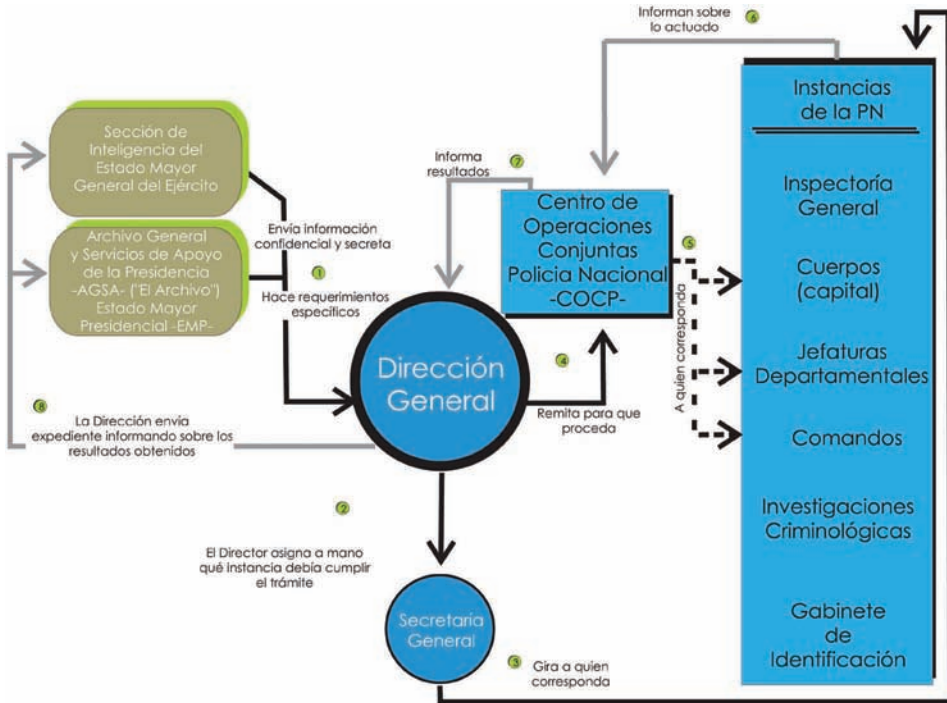 Informan sobre
lo actuado
6
Instancias
de la PN
Inspectoría
General
Cuerpos
(capital)
Jefaturas
Departamentales
Comandos
Investigaciones
Criminológicas
Gabinete
de
Identificación
Sección de
Inteligencia del
Estado Mayor
General del Ejército
Archivo General
y Servicios de Apoyo
de la Presidencia
-AGSA- ("El Archivo")
Estado Mayor
Presidencial -EMP-
Envía información
confidencial y secreta
1
Hace requerimientos
específicos
7
Informa
resultados
Centro de
Operaciones
Conjuntas
Policia Nacional
-COCP-
5
A quien corresponda
Dirección
General
4
Remita para que
proceda
8
La Dirección envia
expediente informando sobre los
resultados obtenidos
2
El Director asigna a mano
qué instancia debía cumplir
el trámite
Secretaria
General
3
Gira a quien
corresponda